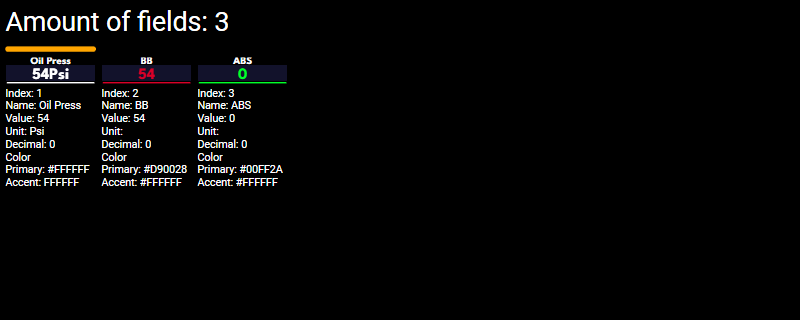 Amount of fields: 3
Oil Press
54Psi
Index: 1
Name: Oil Press
Value: 54
Unit: Psi
Decimal: 0
Color
Primary: #FFFFFF
Accent: FFFFFF
BB
54
Index: 2
Name: BB
Value: 54
Unit:
Decimal: 0
Color
Primary: #D90028
Accent: #FFFFFF
ABS
0
Index: 3
Name: ABS
Value: 0
Unit:
Decimal: 0
Color
Primary: #00FF2A
Accent: #FFFFFF